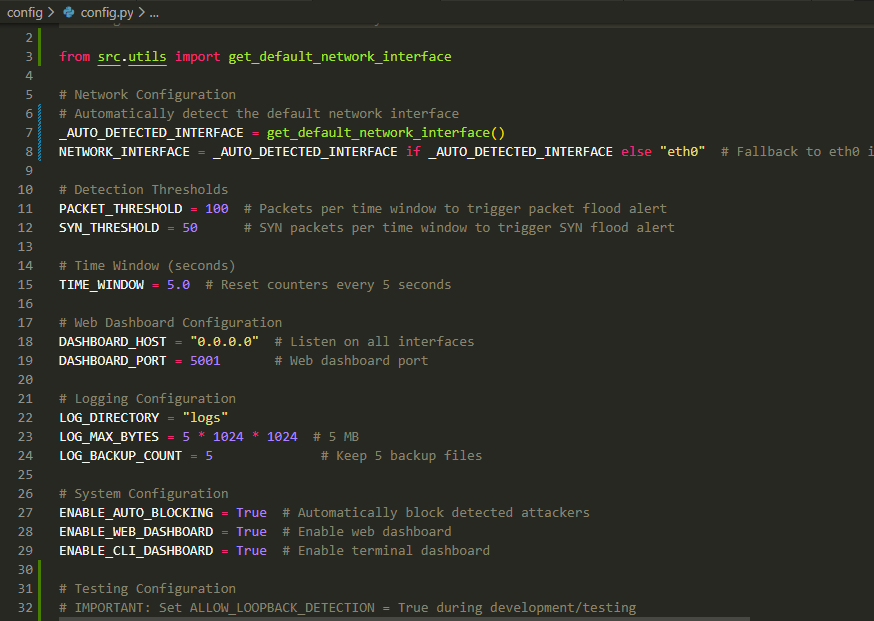 config > config.py > ...
2
3 from src.utils import get_default_network_interface
4
5 # Network Configuration
6 # Automatically detect the default network interface
7 _AUTO_DETECTED_INTERFACE = get_default_network_interface()
8 NETWORK_INTERFACE = _AUTO_DETECTED_INTERFACE if _AUTO_DETECTED_INTERFACE else "eth0"  # Fallback to eth0 i
9
10 # Detection Thresholds
11 PACKET_THRESHOLD = 100  # Packets per time window to trigger packet flood alert
12 SYN_THRESHOLD = 50      # SYN packets per time window to trigger SYN flood alert
13
14 # Time Window (seconds)
15 TIME_WINDOW = 5.0  # Reset counters every 5 seconds
16
17 # Web Dashboard Configuration
18 DASHBOARD_HOST = "0.0.0.0"  # Listen on all interfaces
19 DASHBOARD_PORT = 5001       # Web dashboard port
20
21 # Logging Configuration
22 LOG_DIRECTORY = "logs"
23 LOG_MAX_BYTES = 5 * 1024 * 1024  # 5 MB
24 LOG_BACKUP_COUNT = 5              # Keep 5 backup files
25
26 # System Configuration
27 ENABLE_AUTO_BLOCKING = True  # Automatically block detected attackers
28 ENABLE_WEB_DASHBOARD = True  # Enable web dashboard
29 ENABLE_CLI_DASHBOARD = True  # Enable terminal dashboard
30
31 # Testing Configuration
32 # IMPORTANT: Set ALLOW_LOOPBACK_DETECTION = True during development/testing